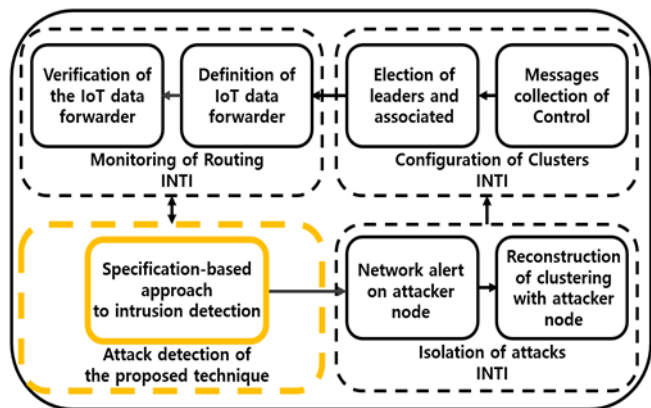 Verification of
the IoT data
forwarder
Definition of
IoT data
forwarder
Monitoring of Routing
INTI
Election of
leaders and
associated
Messages
collection of
Control
Configuration of Clusters
INTI
Specification-based
approach
to intrusion detection
Attack detection of
the proposed technique
Network alert
on attacker
node
Reconstruction
of clustering
with attacker
node
Isolation of attacks
INTI